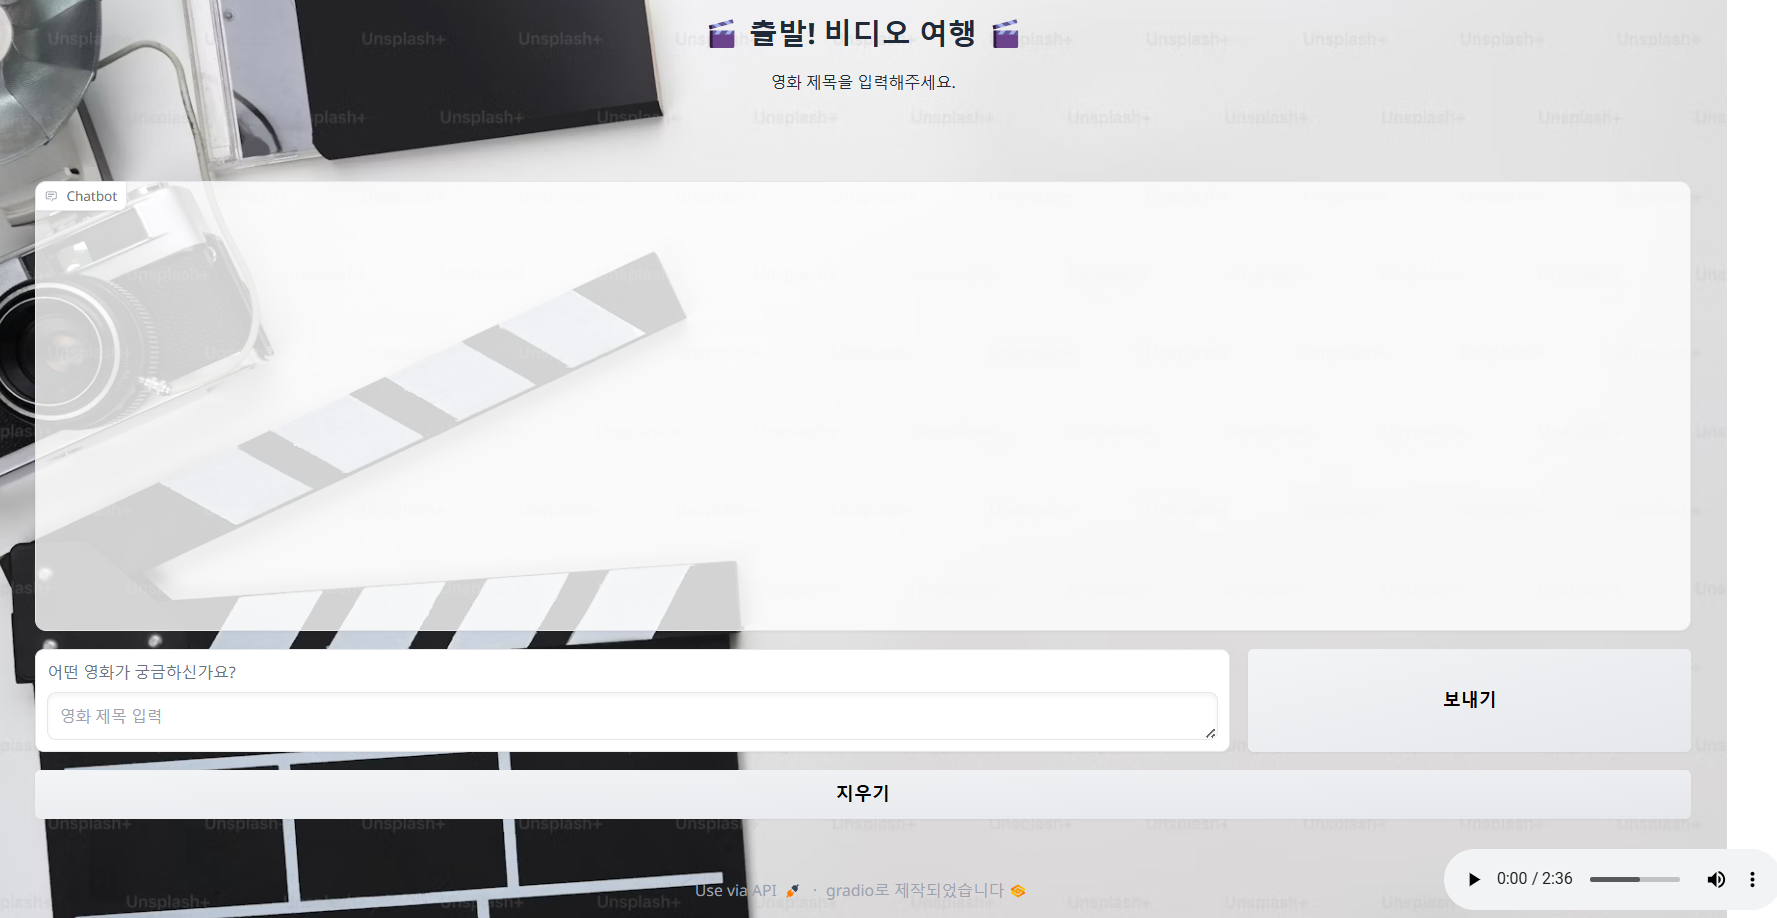 🎬 츨발! 비디오 여행 🎬
영화 제목을 입력해주세요.
Chatbot
어떤 영화가 궁금하신가요?
영화 제목 입력
보내기
지우기
Use via API 🚀 · gradio로 제작되었습니다
0:00 / 2:36
Unsplash+